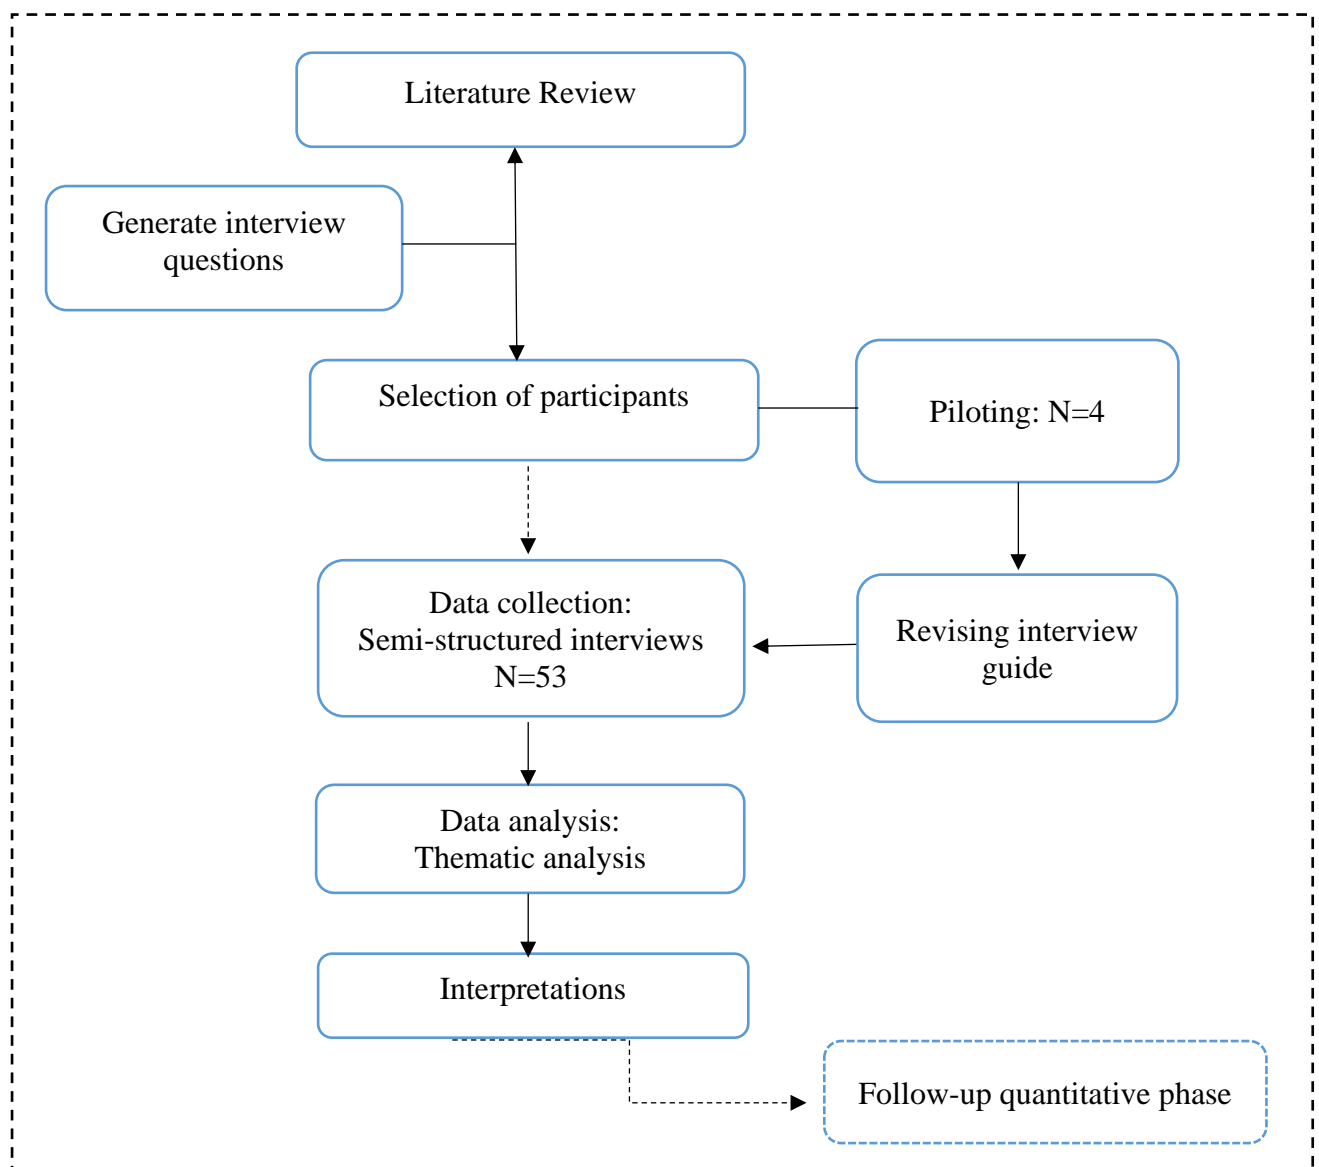 Literature Review
Generate interview
questions
Selection of participants
Piloting: N=4
Data collection:
Semi-structured interviews
N=53
Revising interview
guide
Data analysis:
Thematic analysis
Interpretations
Follow-up quantitative phase